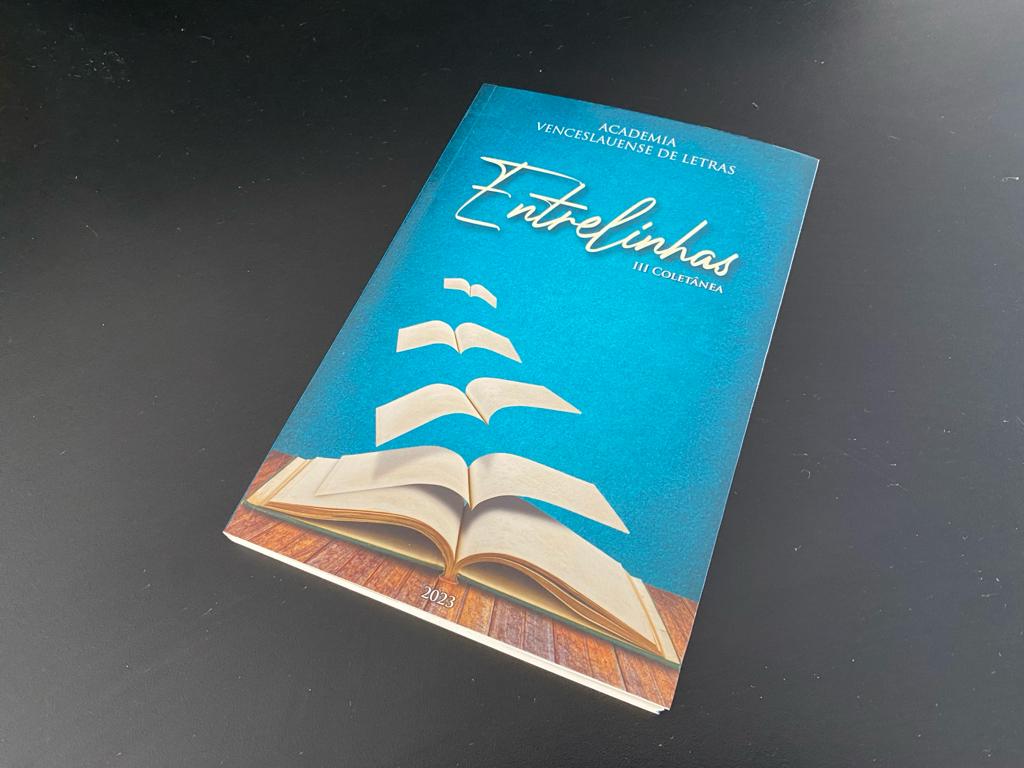 ACADEMIA
VENCESLAUENSE DE LETRAS
Entrelinhas
III COLETÂNEA
2023